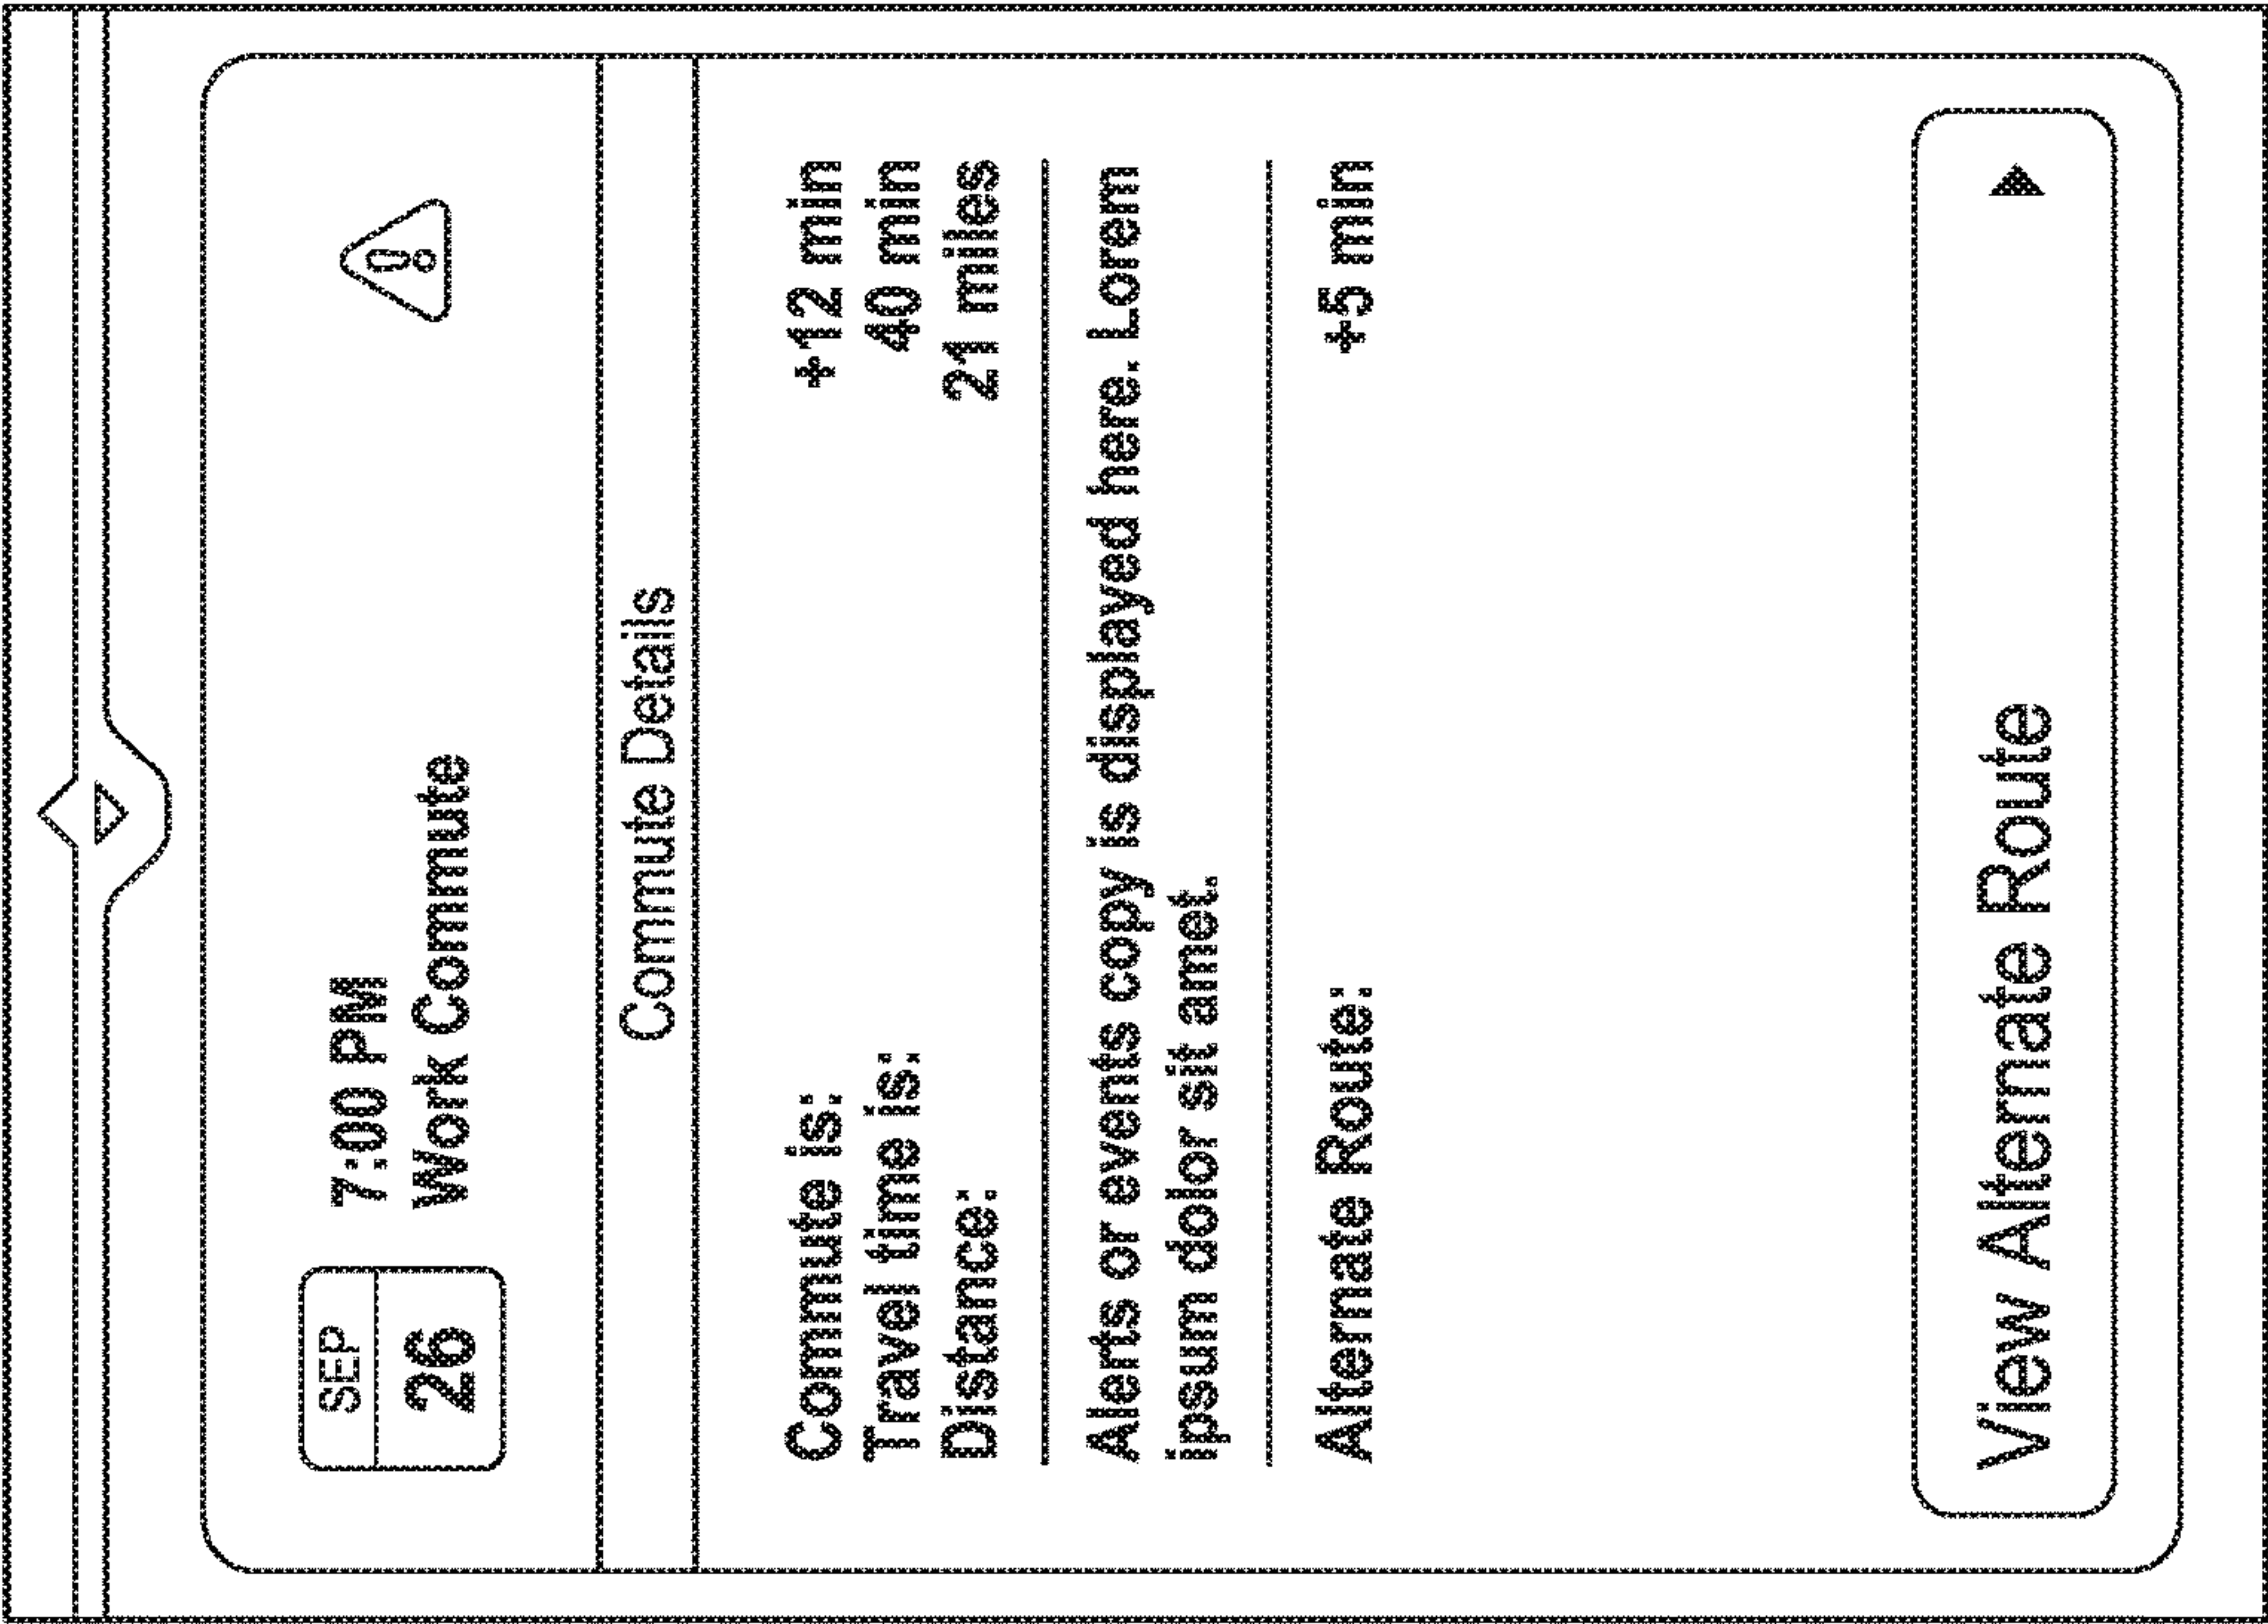 SEP
26
7:00 PM
Work Commute
Commute Details
Commute is: +12 min
Travel time is: 40 min
Distance: 21 miles
Alerts or events copy is displayed here. Lorem
ipsum dolor sit amet.
Alternate Route: +5 min
View Alternate Route